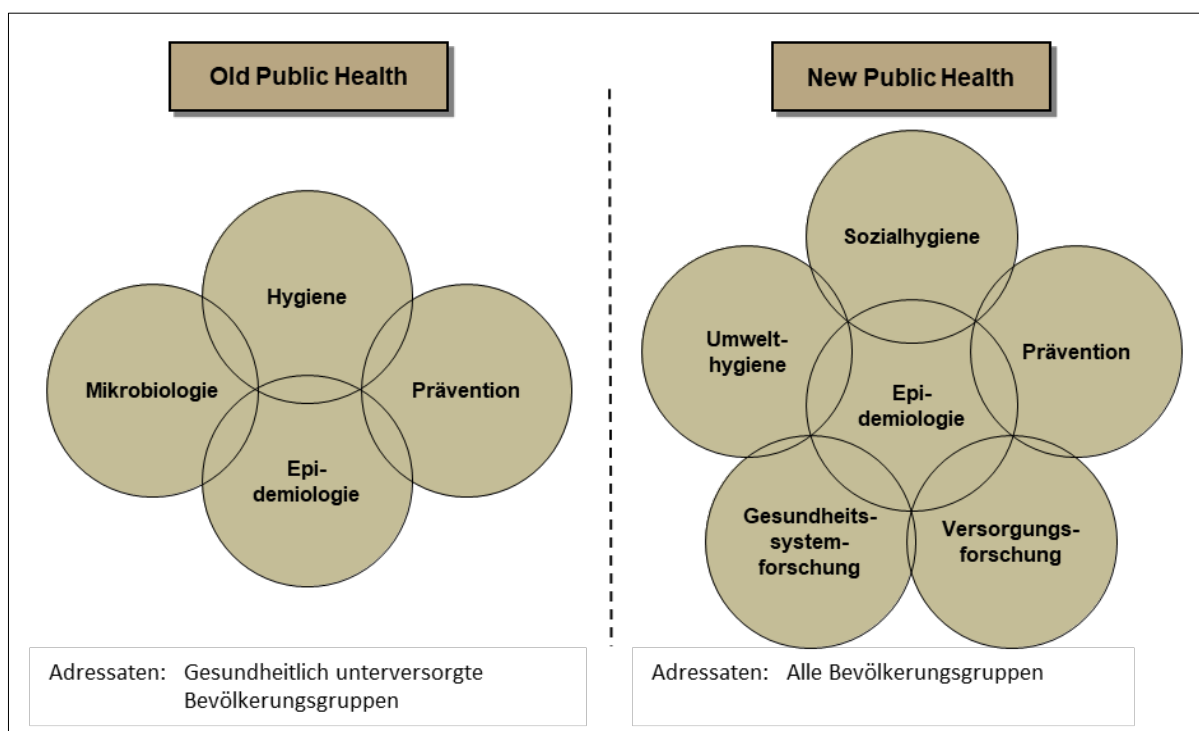 Old Public Health
Hygiene
Mikrobiologie
Prävention
Epi-
demiologie
Adressaten: Gesundheitlich unterversorgte
Bevölkerungsgruppen
New Public Health
Sozialhygiene
Umwelt-
hygiene
Prävention
Epi-
demiologie
Gesundheits-
system-
forschung
Versorgungs-
forschung
Adressaten: Alle Bevölkerungsgruppen